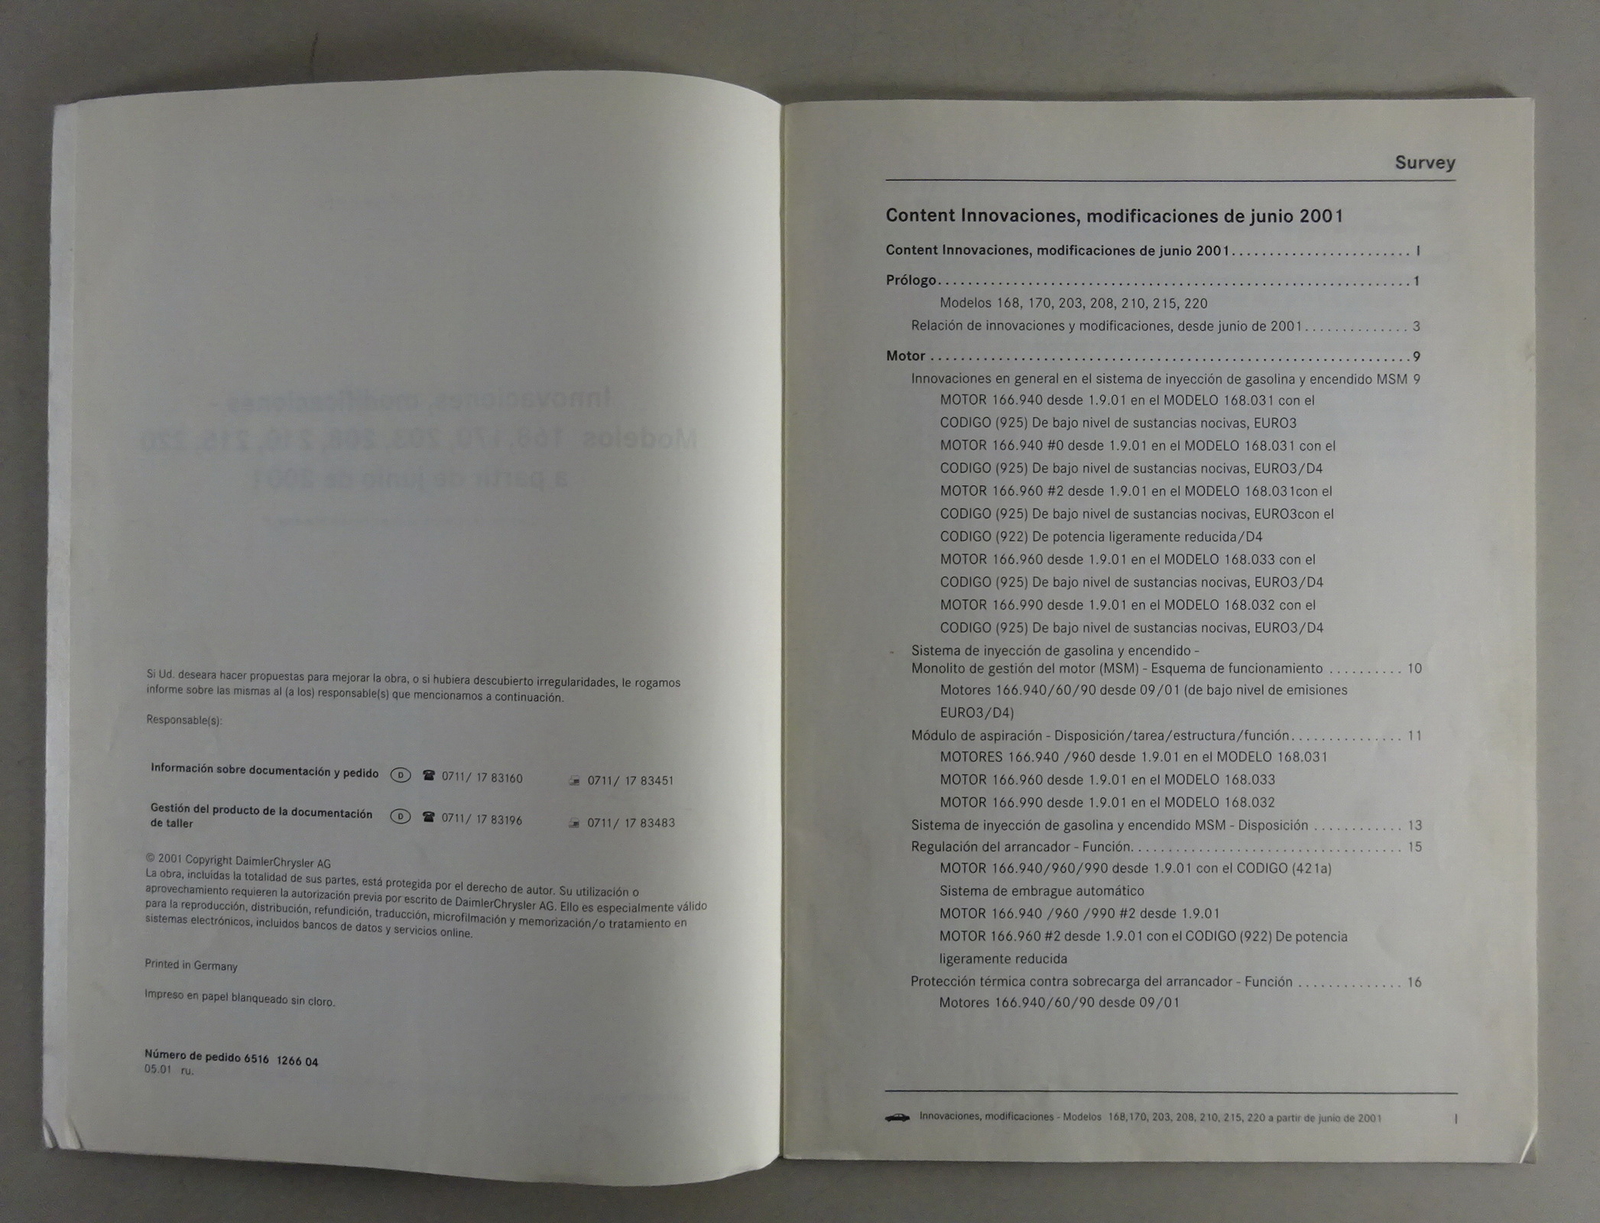 Si Ud. deseara hacer propuestas para mejorar la obra, o si hubiera descubierto irregularidades, le rogamos
informe sobre las mismas al (a los) responsable(s) que mencionamos a continuación.
Responsable(s):
Información sobre documentación y pedido D 0711/ 17 83160 0711/ 17 83451
Gestión del producto de la documentación
de taller D 0711/ 17 83196 0711/ 17 83483
© 2001 Copyright DaimlerChrysler AG
La obra, incluidas la totalidad de sus partes, está protegida por el derecho de autor. Su utilización o
aprovechamiento requieren la autorización previa por escrito de DaimlerChrysler AG. Ello es especialmente válido
para la reproducción, distribución, refundición, traducción, microfilmación y memorización/o tratamiento en
sistemas electrónicos, incluidos bancos de datos y servicios online.
Printed in Germany
Impreso en papel blanqueado sin cloro.
Número de pedido 6516 1266 04
05.01 ru.
Survey
Content Innovaciones, modificaciones de junio 2001
Content Innovaciones, modificaciones de junio 2001........................ I
Prólogo.............................................................. 1
Modelos 168, 170, 203, 208, 210, 215, 220
Relación de innovaciones y modificaciones, desde junio de 2001.............. 3
Motor ............................................................... 9
Innovaciones en general en el sistema de inyección de gasolina y encendido MSM 9
MOTOR 166.940 desde 1.9.01 en el MODELO 168.031 con el
CODIGO (925) De bajo nivel de sustancias nocivas, EURO3
MOTOR 166.940 #0 desde 1.9.01 en el MODELO 168.031 con el
CODIGO (925) De bajo nivel de sustancias nocivas, EURO3/D4
MOTOR 166.960 #2 desde 1.9.01 en el MODELO 168.031con el
CODIGO (925) De bajo nivel de sustancias nocivas, EURO3con el
CODIGO (922) De potencia ligeramente reducida/D4
MOTOR 166.960 desde 1.9.01 en el MODELO 168.033 con el
CODIGO (925) De bajo nivel de sustancias nocivas, EURO3/D4
MOTOR 166.990 desde 1.9.01 en el MODELO 168.032 con el
CODIGO (925) De bajo nivel de sustancias nocivas, EURO3/D4
Sistema de inyección de gasolina y encendido -
Monolito de gestión del motor (MSM) - Esquema de funcionamiento .......... 10
Motores 166.940/60/90 desde 09/01 (de bajo nivel de emisiones
EURO3/D4)
Módulo de aspiración - Disposición/tarea/estructura/función............... 11
MOTORES 166.940 /960 desde 1.9.01 en el MODELO 168.031
MOTOR 166.960 desde 1.9.01 en el MODELO 168.033
MOTOR 166.990 desde 1.9.01 en el MODELO 168.032
Sistema de inyección de gasolina y encendido MSM - Disposición ............ 13
Regulación del arrancador - Función.................................... 15
MOTOR 166.940/960/990 desde 1.9.01 con el CODIGO (421a)
Sistema de embrague automático
MOTOR 166.940 /960 /990 #2 desde 1.9.01
MOTOR 166.960 #2 desde 1.9.01 con el CODIGO (922) De potencia
ligeramente reducida
Protección térmica contra sobrecarga del arrancador - Función .............. 16
Motores 166.940/60/90 desde 09/01
Innovaciones, modificaciones - Modelos 168,170, 203, 208, 210, 215, 220 a partir de junio de 2001 I